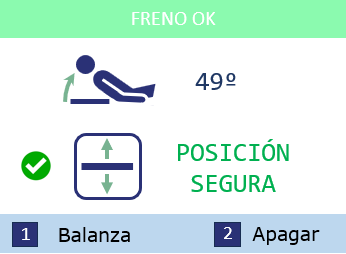 FRENO OK
49º
POSICIÓN
SEGURA
1 Balanza
2 Apagar